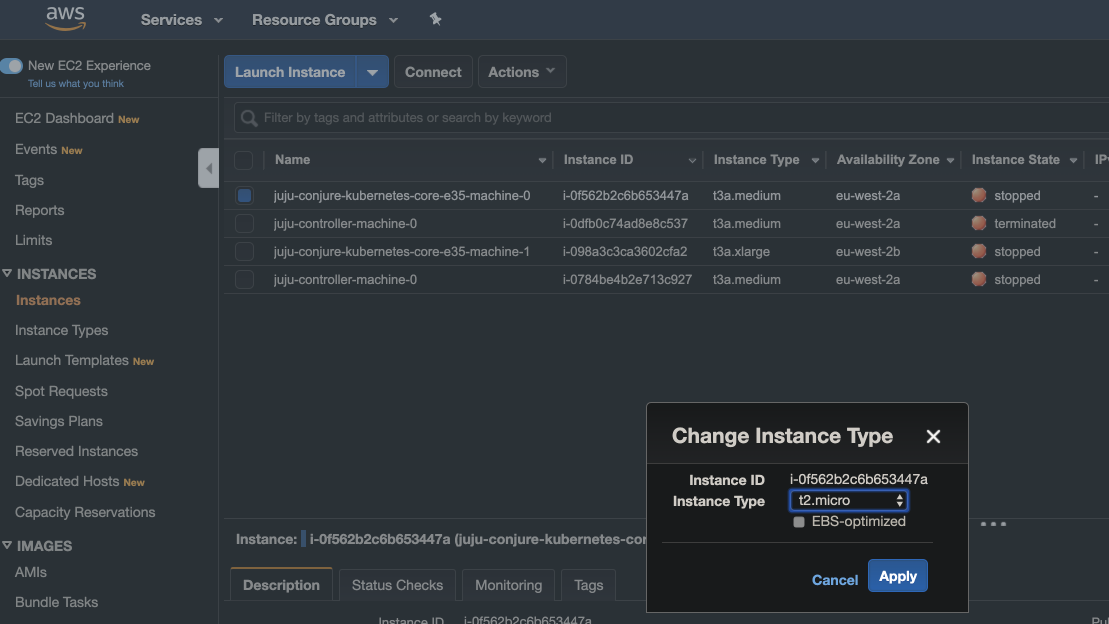 aws Services Resource Groups
New EC2 Experience
Tell us what you think
EC2 Dashboard New
Events New
Tags
Reports
Limits
INSTANCES
Instances
Instance Types
Launch Templates New
Spot Requests
Savings Plans
Reserved Instances
Dedicated Hosts New
Capacity Reservations
IMAGES
AMIs
Bundle Tasks
Launch Instance Connect Actions
Filter by tags and attributes or search by keyword
Name Instance ID Instance Type Availability Zone Instance State IP
juju-conjure-kubernetes-core-e35-machine-0 i-0f562b2c6b653447a t3a.medium eu-west-2a stopped -
juju-controller-machine-0 i-0dfb0c74ad8e8c537 t3a.medium eu-west-2a terminated -
juju-conjure-kubernetes-core-e35-machine-1 i-098a3c3ca3602cfa2 t3a.xlarge eu-west-2b stopped -
juju-controller-machine-0 i-0784be4b2e713c927 t3a.medium eu-west-2a stopped -
Change Instance Type
Instance ID i-0f562b2c6b653447a
Instance Type t2.micro
EBS-optimized
Cancel Apply
Instance: i-0f562b2c6b653447a (juju-conjure-kubernetes-cor
Description Status Checks Monitoring Tags
Instance ID i-0f562b2c6b653447a Pu